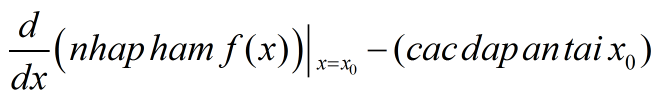 d/dx (nhap ham f(x))|ₓ₌ₓ₀ − (cac dap an tai x₀)